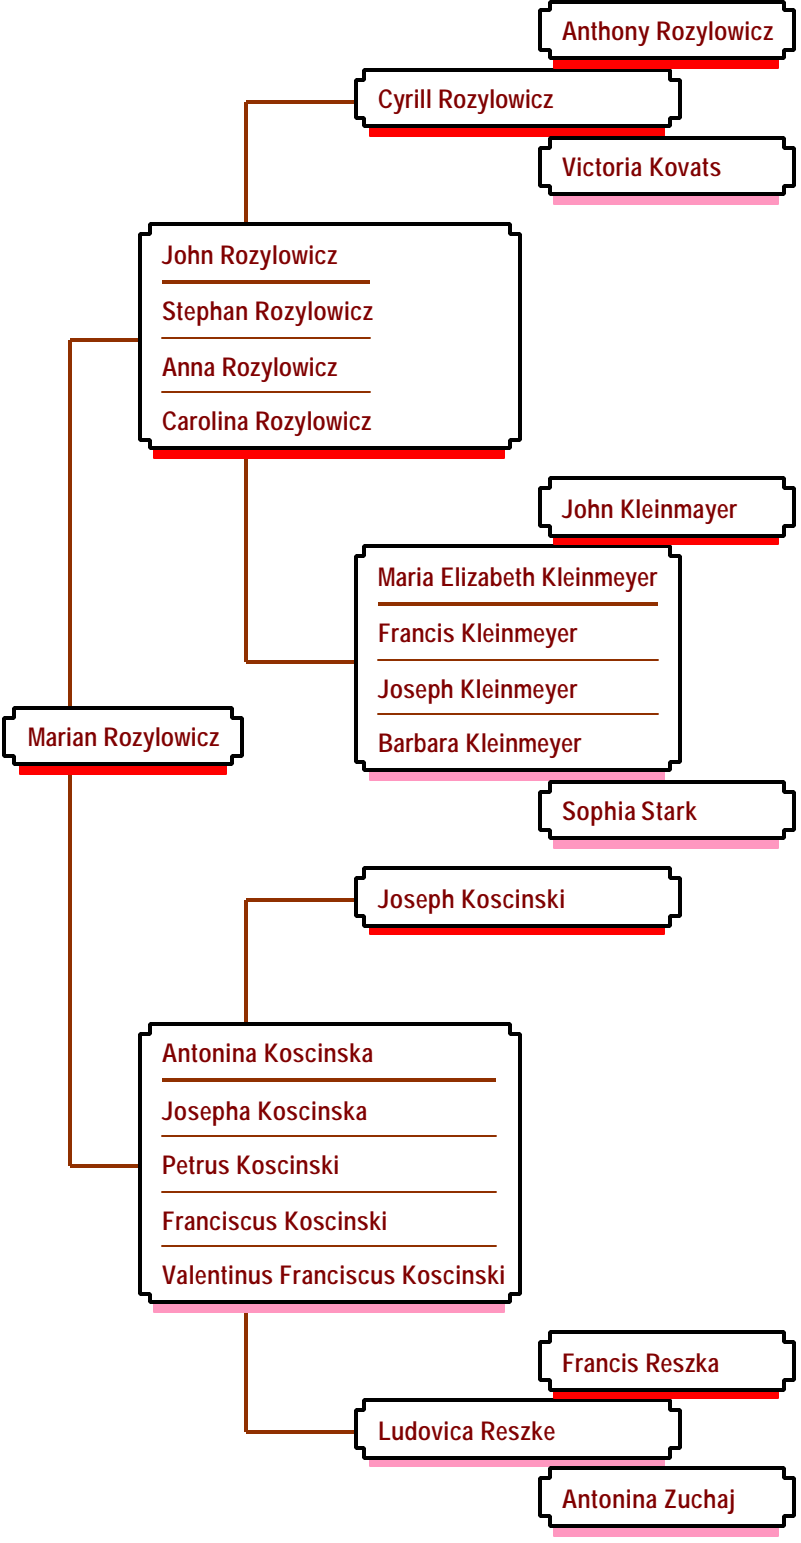 Anthony Rozylowicz
Cyrill Rozylowicz
Victoria Kovats
John Rozylowicz
Stephan Rozylowicz
Anna Rozylowicz
Carolina Rozylowicz
John Kleinmayer
Maria Elizabeth Kleinmeyer
Francis Kleinmeyer
Joseph Kleinmeyer
Marian Rozylowicz
Barbara Kleinmeyer
Sophia Stark
Joseph Koscinski
Antonina Koscinska
Josepha Koscinska
Petrus Koscinski
Franciscus Koscinski
Valentinus Franciscus Koscinski
Francis Reszka
Ludovica Reszke
Antonina Zuchaj